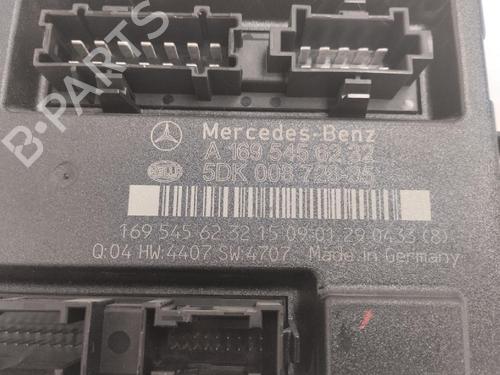 B-PARTS
Mercedes-Benz
A 169 545 62 32
HELLA
5DK 008 728-35
169 545 62 32 15 09.01.29 0433 (8)
Q:04 HW:4407 SW:4707 Made in Germany